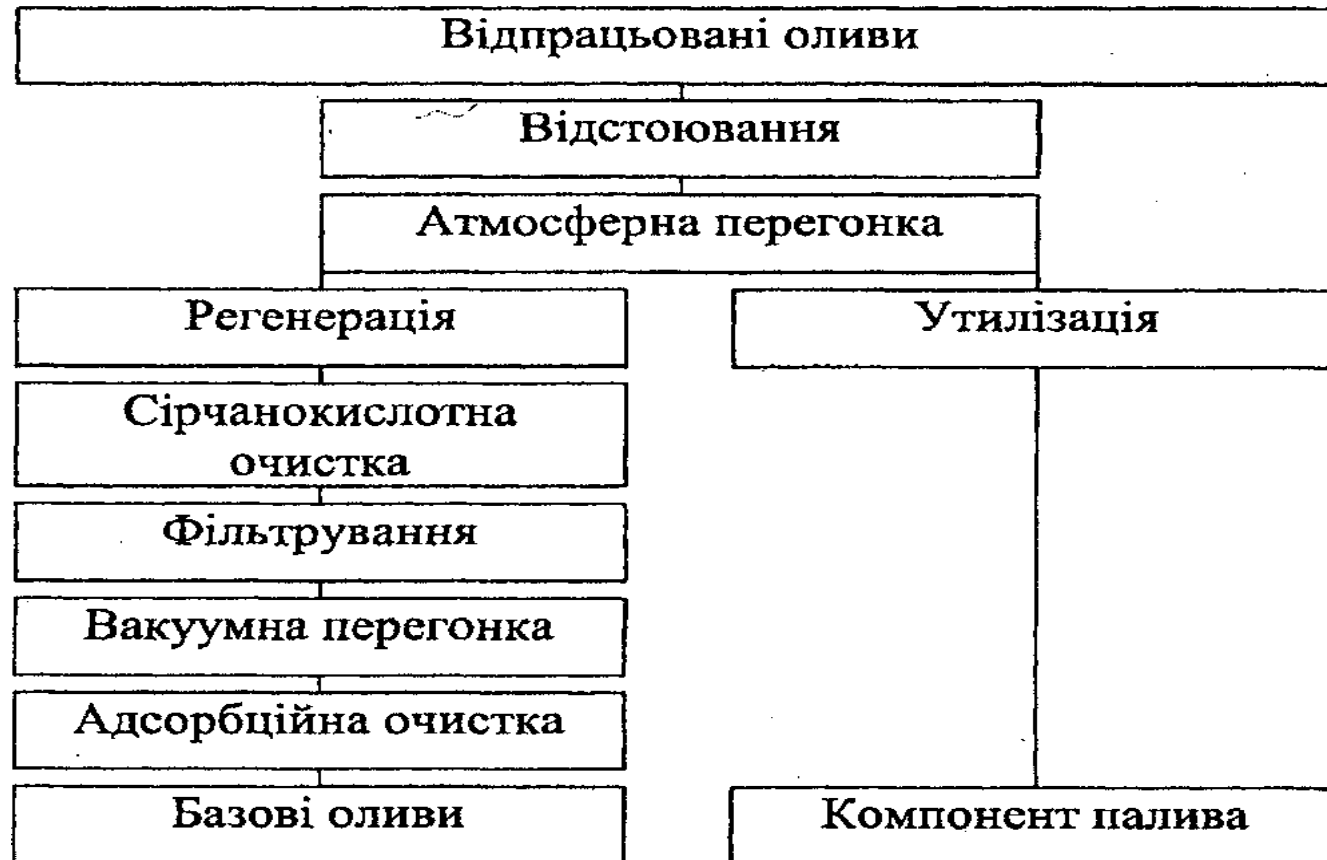 Відпрацьовані оливи
Відстоювання
Атмосферна перегонка
Регенерація
Утилізація
Сірчанокислотна
очистка
Фільтрування
Вакуумна перегонка
Адсорбційна очистка
Базові оливи
Компонент палива